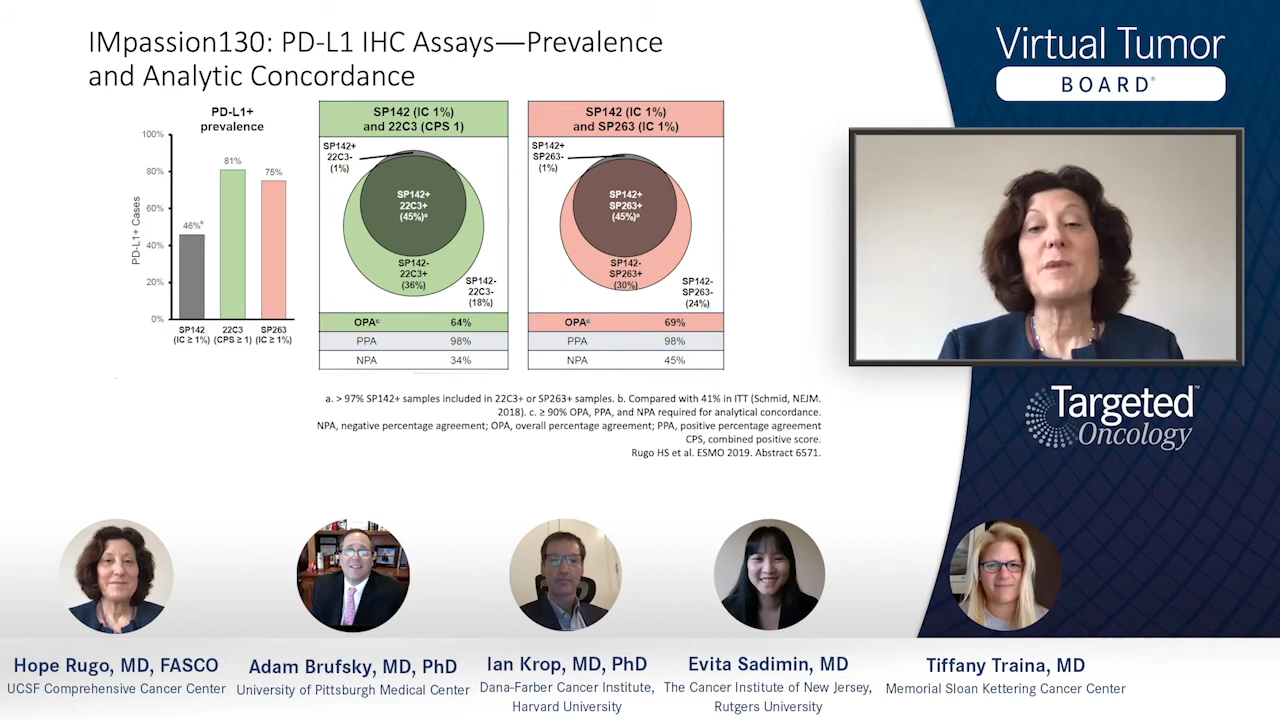 IMpassion130: PD-L1 IHC Assays—Prevalence
and Analytic Concordance
PD-L1+
prevalence
PD-L1+ Cases
100%
80%
60%
40%
20%
0%
46%b
81%
75%
SP142
(IC ≥ 1%)
22C3
(CPS ≥ 1)
SP263
(IC ≥ 1%)
SP142 (IC 1%)
and 22C3 (CPS 1)
SP142+
22C3-
(1%)
SP142+
22C3+
(45%)a
SP142-
22C3+
(36%)
SP142-
22C3-
(18%)
OPAc 64%
PPA 98%
NPA 34%
SP142 (IC 1%)
and SP263 (IC 1%)
SP142+
SP263-
(1%)
SP142+
SP263+
(45%)a
SP142-
SP263+
(30%)
SP142-
SP263-
(24%)
OPAc 69%
PPA 98%
NPA 45%
a. > 97% SP142+ samples included in 22C3+ or SP263+ samples. b. Compared with 41% in ITT (Schmid, NEJM.
2018). c. ≥ 90% OPA, PPA, and NPA required for analytical concordance.
NPA, negative percentage agreement; OPA, overall percentage agreement; PPA, positive percentage agreement
CPS, combined positive score.
Rugo HS et al. ESMO 2019. Abstract 6571.
Virtual Tumor
BOARD®
Targeted
Oncology
Hope Rugo, MD, FASCO
UCSF Comprehensive Cancer Center
Adam Brufsky, MD, PhD
University of Pittsburgh Medical Center
Ian Krop, MD, PhD
Dana-Farber Cancer Institute,
Harvard University
Evita Sadimin, MD
The Cancer Institute of New Jersey,
Rutgers University
Tiffany Traina, MD
Memorial Sloan Kettering Cancer Center